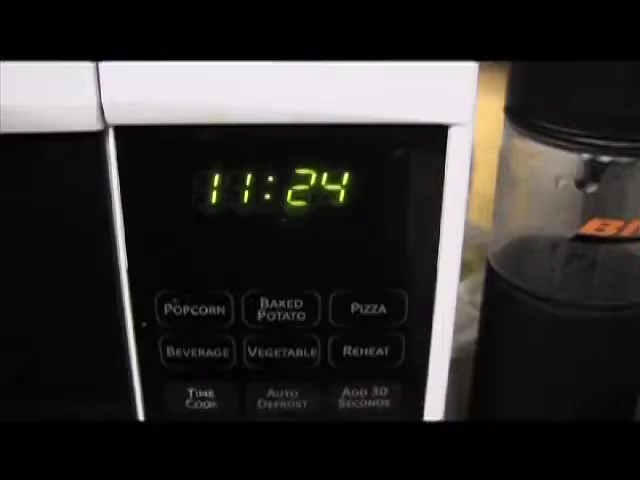 11:24
POPCORN
BAKED
POTATO
PIZZA
BEVERAGE
VEGETABLE
REHEAT
TIME
COOK
AUTO
DEFROST
ADD 30
SECONDS